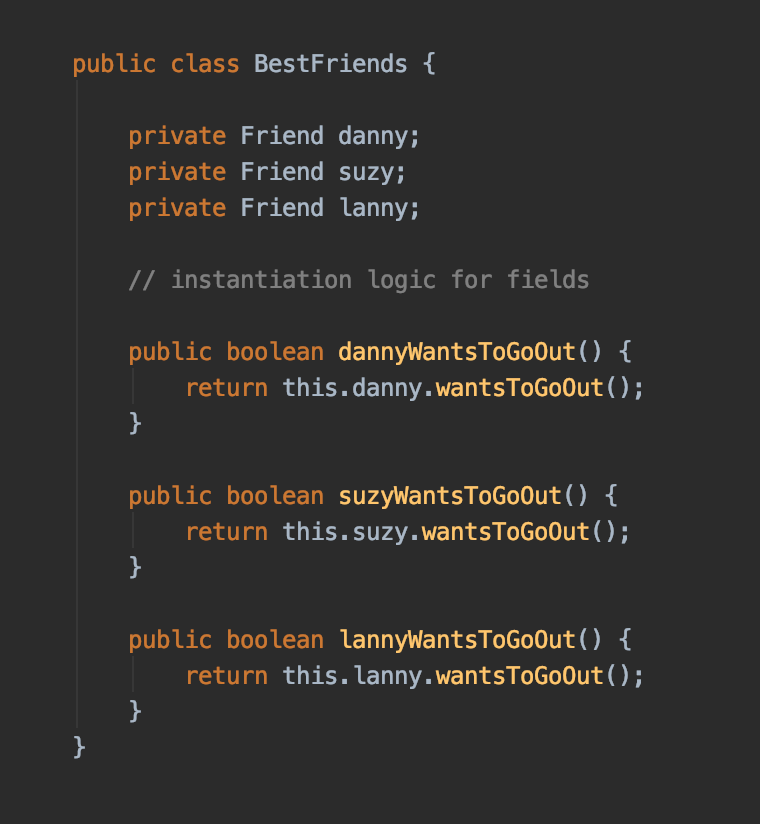 public class BestFriends {
private Friend danny;
private Friend suzy;
private Friend lanny;
// instantiation logic for fields
public boolean dannyWantsToGoOut() {
return this.danny.wantsToGoOut();
}
public boolean suzyWantsToGoOut() {
return this.suzy.wantsToGoOut();
}
public boolean lannyWantsToGoOut() {
return this.lanny.wantsToGoOut();
}
}